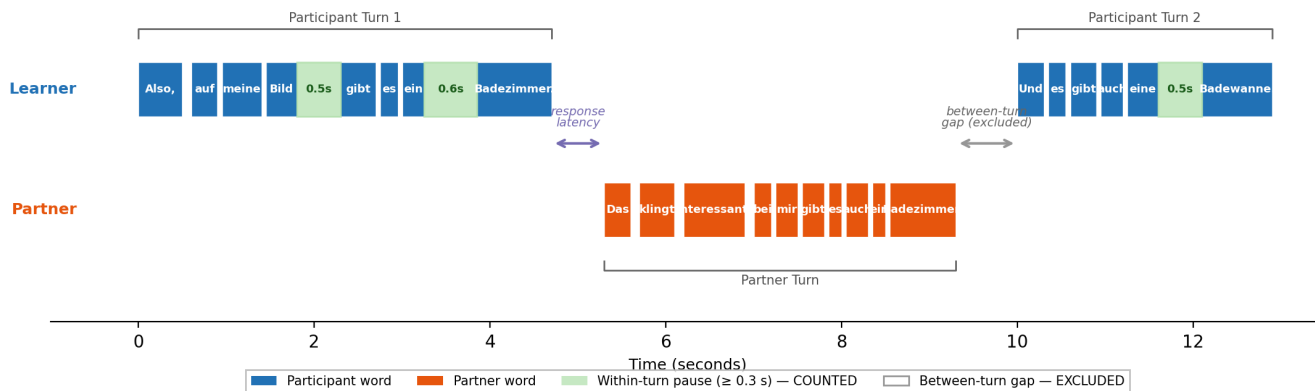 Participant Turn 1
Participant Turn 2
Learner
Also, auf meine Bild 0.5s gibt es ein 0.6s Badezimmer.
Und es gibt auch eine 0.5s Badewanne
response
latency
between-turn
gap (excluded)
Partner
Das klingt interessant bei mir gibt es auch ein Badezimmer
Partner Turn
0 2 4 6 8 10 12
Time (seconds)
Participant word
Partner word
Within-turn pause (≥ 0.3 s) — COUNTED
Between-turn gap — EXCLUDED